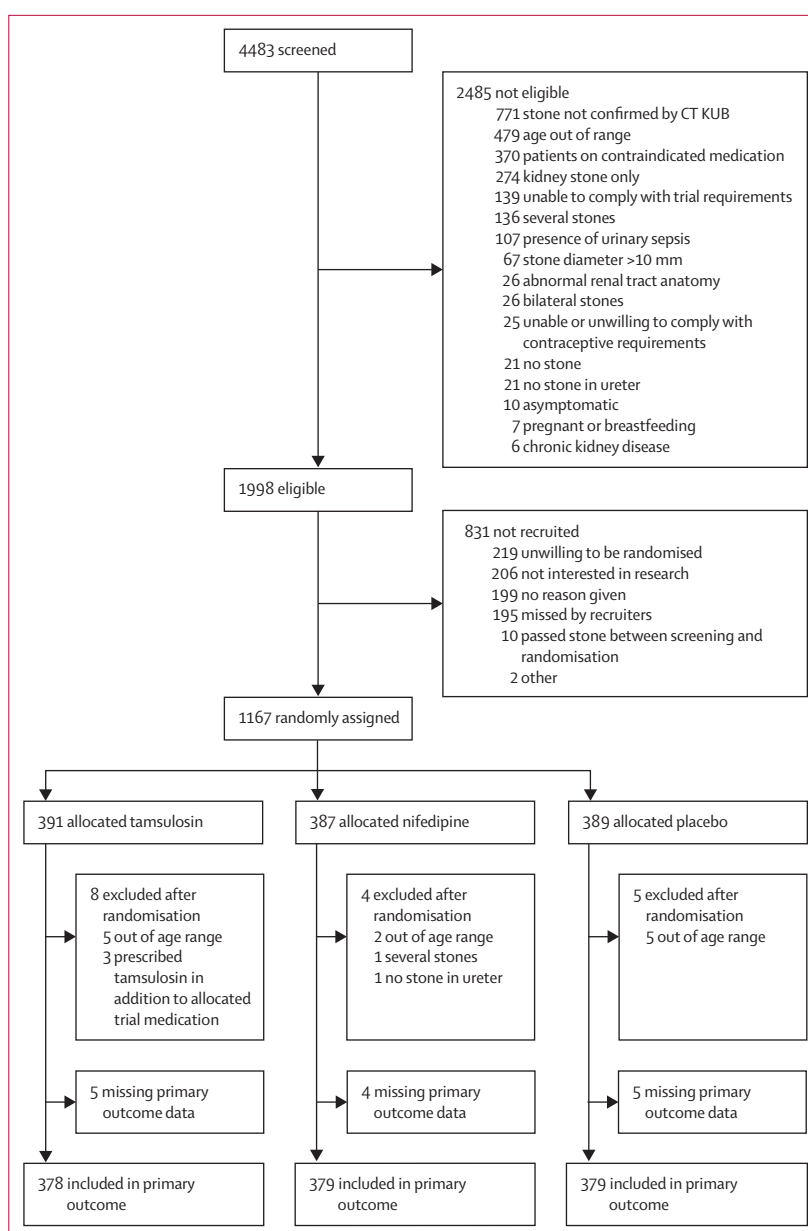 4483 screened
2485 not eligible
771 stone not confirmed by CT KUB
479 age out of range
370 patients on contraindicated medication
274 kidney stone only
139 unable to comply with trial requirements
136 several stones
107 presence of urinary sepsis
67 stone diameter >10 mm
26 abnormal renal tract anatomy
26 bilateral stones
25 unable or unwilling to comply with
contraceptive requirements
21 no stone
21 no stone in ureter
10 asymptomatic
7 pregnant or breastfeeding
6 chronic kidney disease
1998 eligible
831 not recruited
219 unwilling to be randomised
206 not interested in research
199 no reason given
195 missed by recruiters
10 passed stone between screening and
randomisation
2 other
1167 randomly assigned
391 allocated tamsulosin
387 allocated nifedipine
389 allocated placebo
8 excluded after
randomisation
5 out of age range
3 prescribed
tamsulosin in
addition to allocated
trial medication
4 excluded after
randomisation
2 out of age range
1 several stones
1 no stone in ureter
5 excluded after
randomisation
5 out of age range
5 missing primary
outcome data
4 missing primary
outcome data
5 missing primary
outcome data
378 included in primary
outcome
379 included in primary
outcome
379 included in primary
outcome